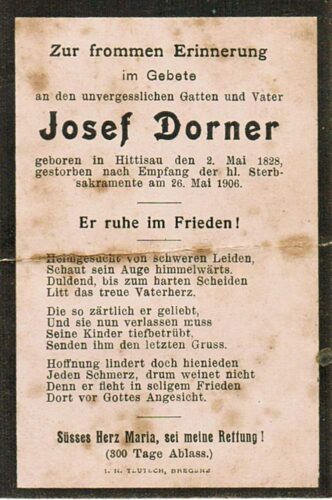 Zur frommen Erinnerung
im Gebete
an den unvergesslichen Gatten und Vater
Josef Dorner
geboren in Hittisau den 2. Mai 1828,
gestorben nach Empfang der hl. Sterb-
sakramente am 26. Mai 1906.
Er ruhe im Frieden!
Heimgesucht von schweren Leiden,
Schaut sein Auge himmelwärts.
Duldend, bis zum harten Scheiden
Litt das treue Vaterherz.
Die so zärtlich er geliebt,
Und sie nun verlassen muss
Seine Kinder tiefbetrübt.
Senden ihm den letzten Gruss.
Hoffnung lindert doch hienieden
Jeden Schmerz, drum weinet nicht
Denn er fleht in seligem Frieden
Dort vor Gottes Angesicht.
Süsses Herz Maria, sei meine Rettung!
(300 Tage Ablass.)
TEUTSCH, BREGENZ